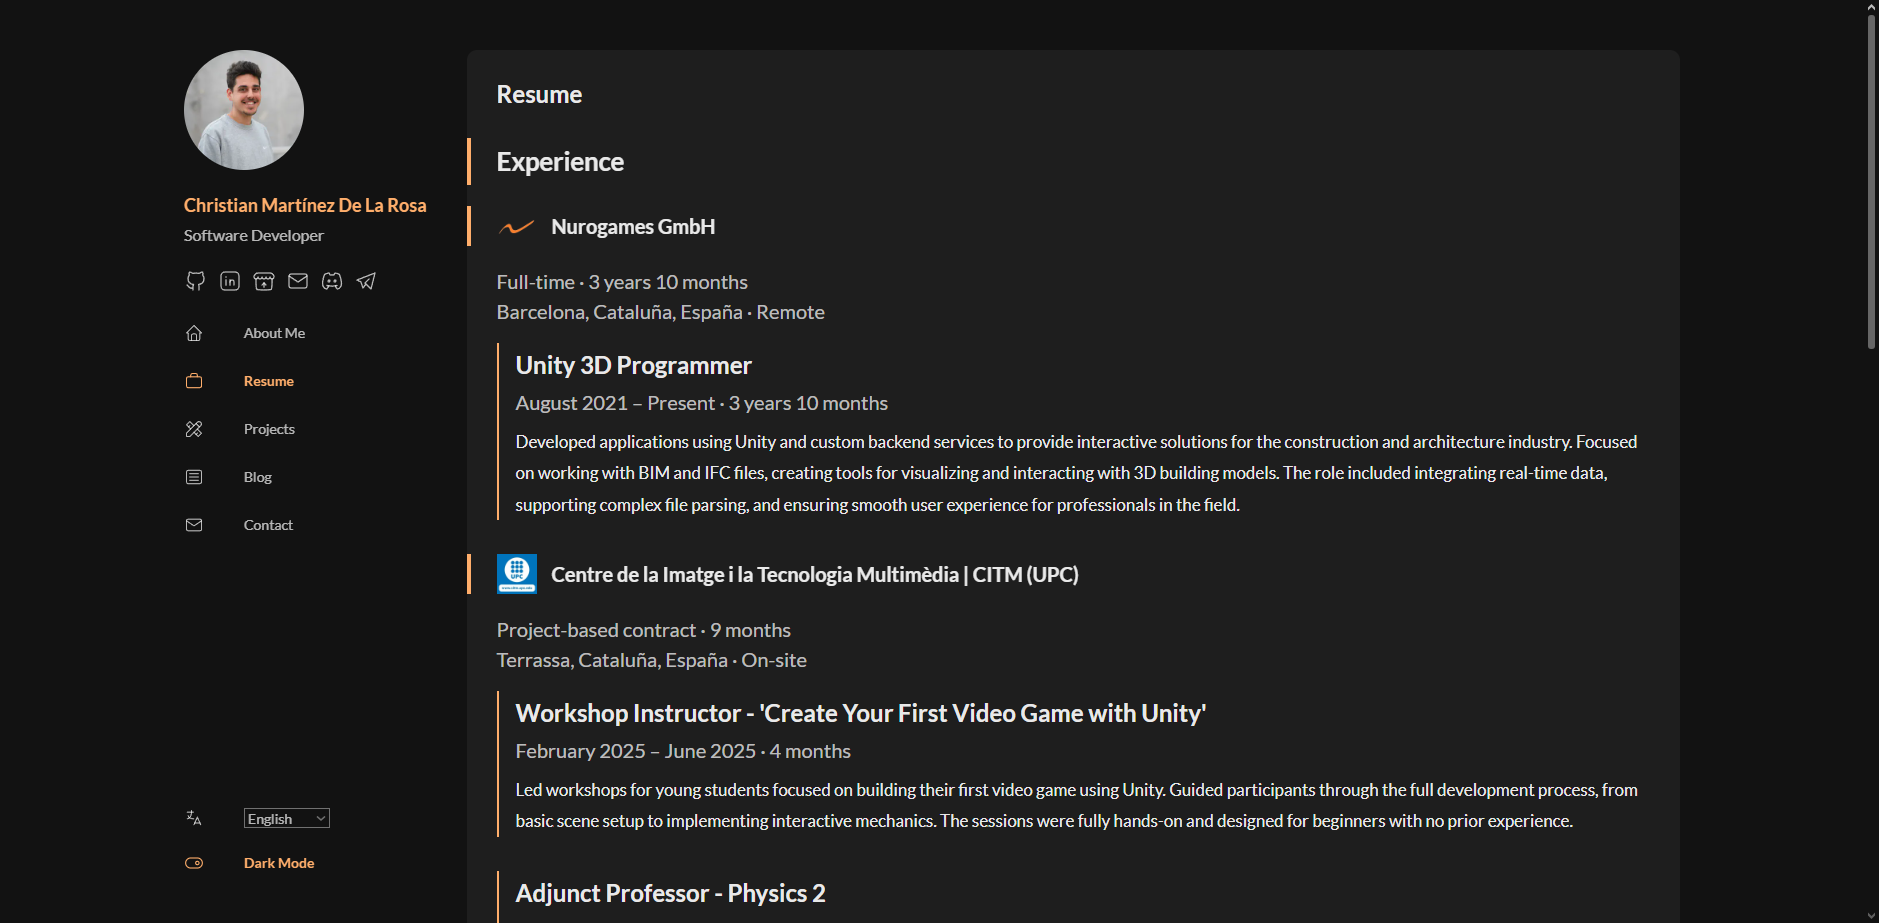 Christian Martínez De La Rosa
Software Developer
About Me
Resume
Projects
Blog
Contact
English
Dark Mode
Resume
Experience
Nurogames GmbH
Full-time · 3 years 10 months
Barcelona, Cataluña, España · Remote
Unity 3D Programmer
August 2021 – Present · 3 years 10 months
Developed applications using Unity and custom backend services to provide interactive solutions for the construction and architecture industry. Focused
on working with BIM and IFC files, creating tools for visualizing and interacting with 3D building models. The role included integrating real-time data,
supporting complex file parsing, and ensuring smooth user experience for professionals in the field.
UPC
Centre de la Imatge i la Tecnologia Multimèdia | CITM (UPC)
Project-based contract · 9 months
Terrassa, Cataluña, España · On-site
Workshop Instructor - 'Create Your First Video Game with Unity'
February 2025 – June 2025 · 4 months
Led workshops for young students focused on building their first video game using Unity. Guided participants through the full development process, from
basic scene setup to implementing interactive mechanics. The sessions were fully hands-on and designed for beginners with no prior experience.
Adjunct Professor - Physics 2